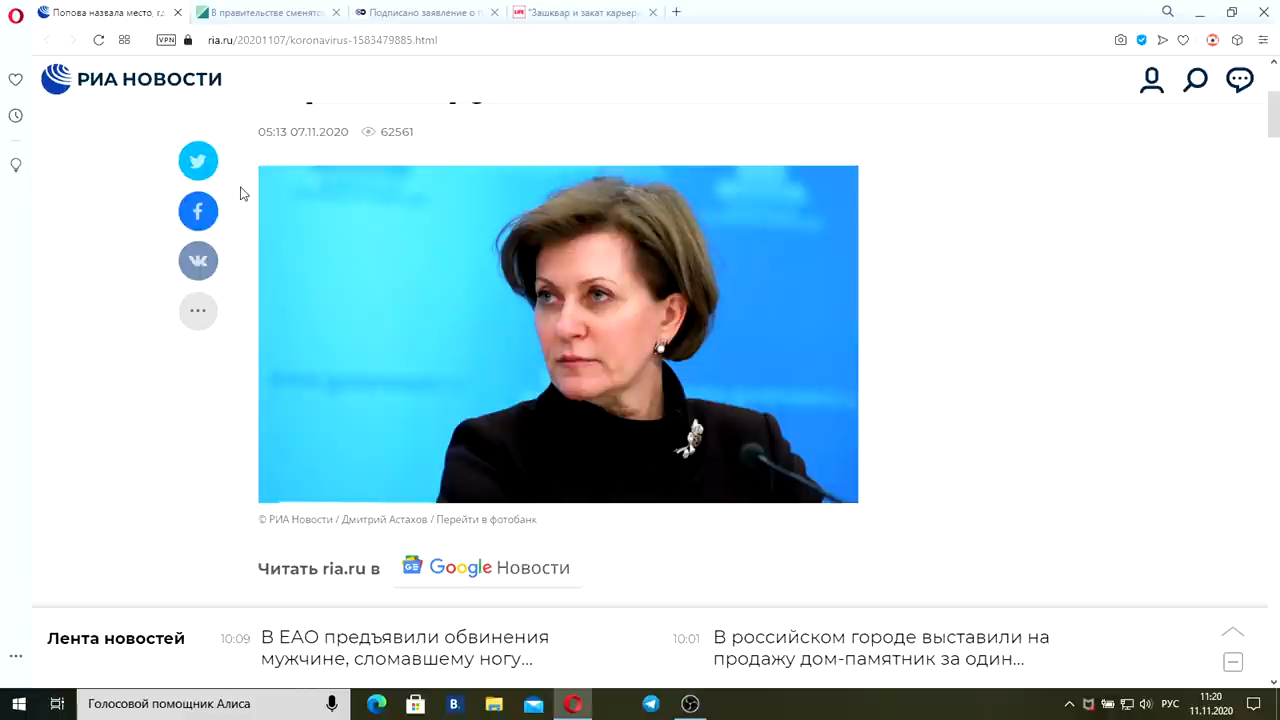 Попова назвала место, г
В правительстве сменятс
Подписано заявление о п
LIFE "Зашквар и закат карьер
VPN ria.ru/20201107/koronavirus-1583479885.html
РИА НОВОСТИ
05:13 07.11.2020 62561
© РИА Новости / Дмитрий Астахов / Перейти в фотобанк
Читать ria.ru в Google Новости
Лента новостей
10:09 В ЕАО предъявили обвинения
мужчине, сломавшему ногу...
10:01 В российском городе выставили на
продажу дом-памятник за один...
Голосовой помощник Алиса
РУС
11:20
11.11.2020